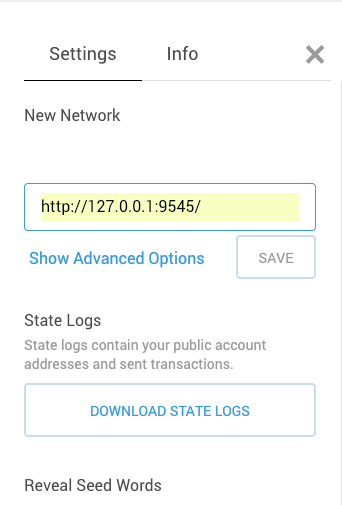 Settings
Info
New Network
http://127.0.0.1:9545/
Show Advanced Options
SAVE
State Logs
State logs contain your public account
addresses and sent transactions.
DOWNLOAD STATE LOGS
Reveal Seed Words